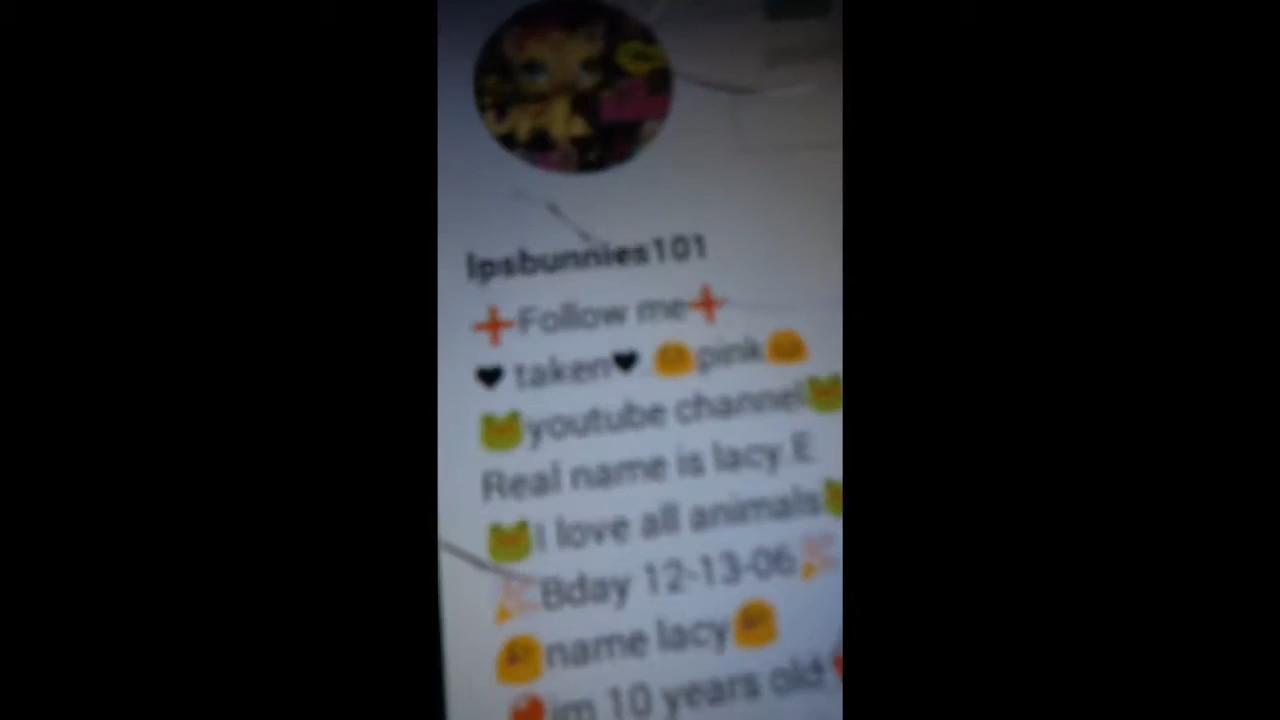 lpsbunnies101
➕Follow me➕
♥ taken♥ 😊pink😊
🐸youtube channel🐸
Real name is lacy.E
🐸I love all animals🐸
🎉Bday 12-13-06🎉
name lacy
im 10 years old